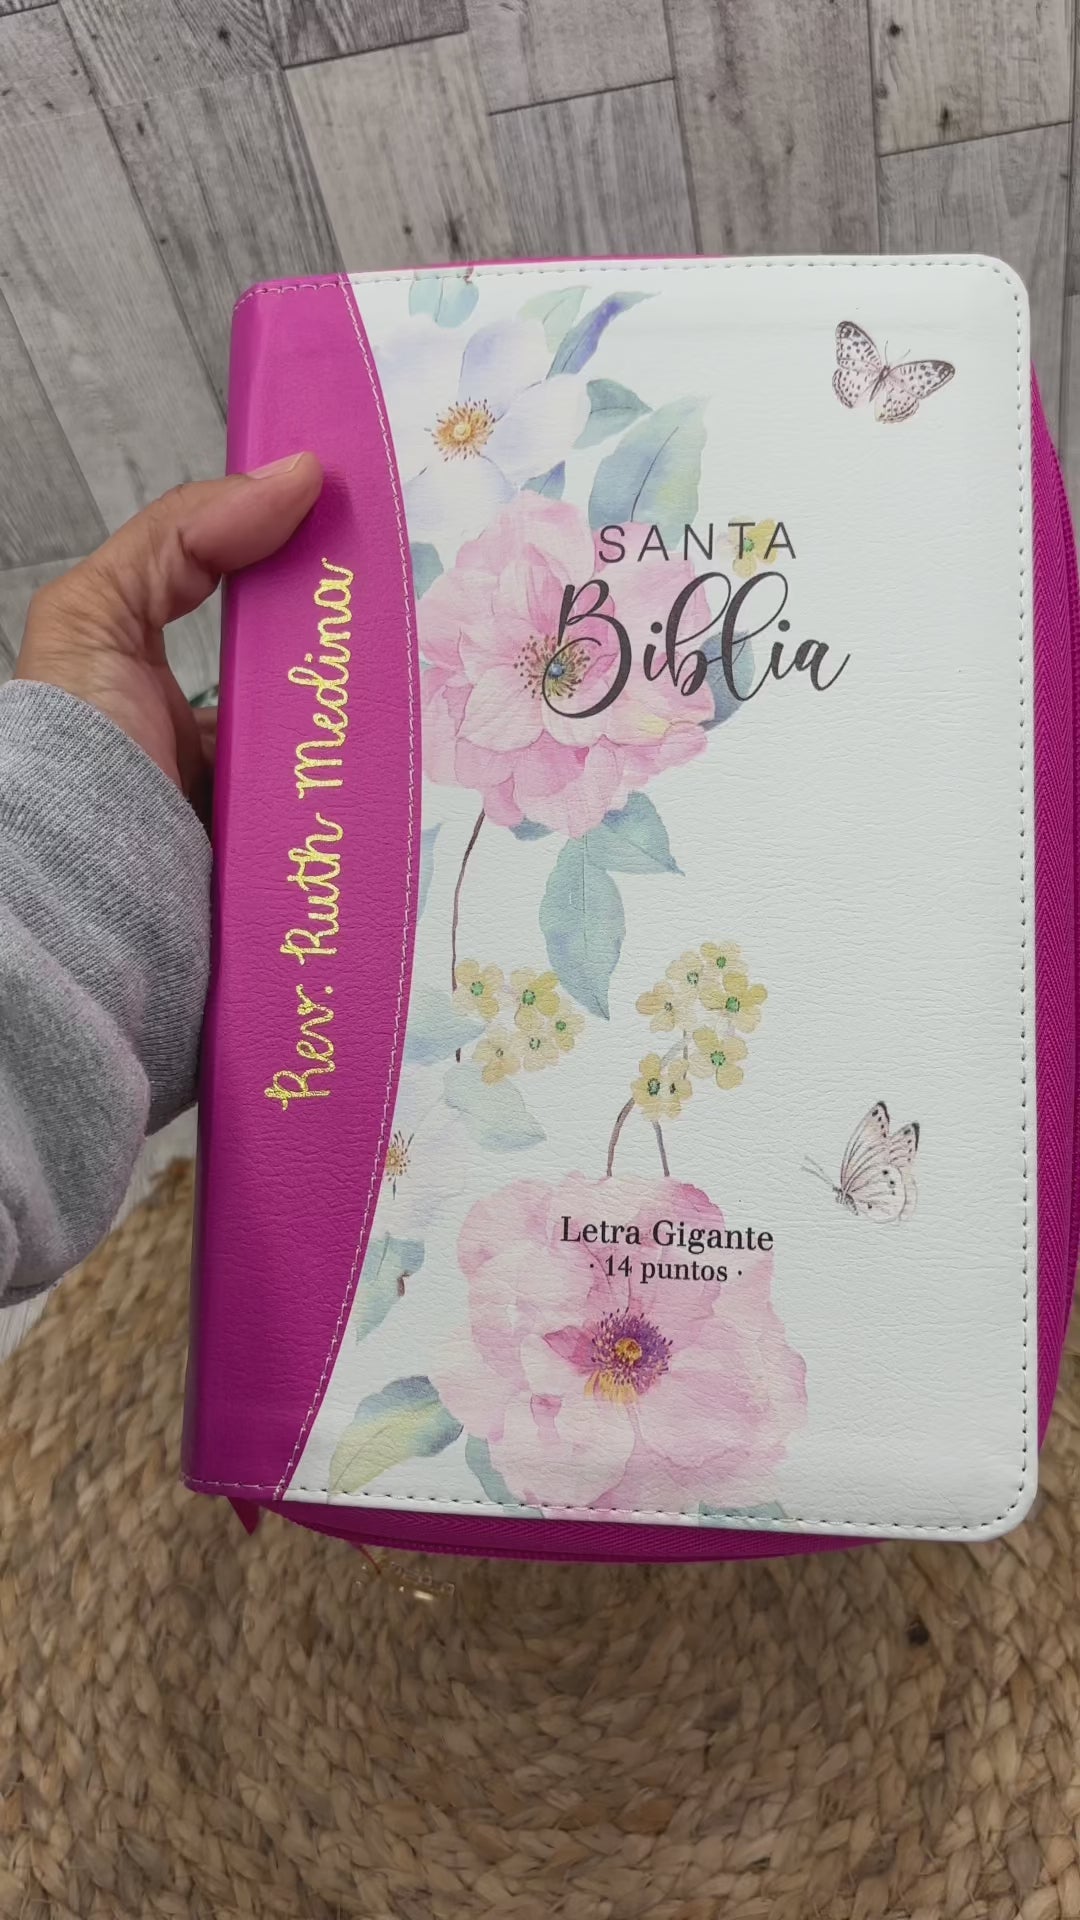 SANTA
Biblia
Rev. Ruth Medina
Letra Gigante
· 14 puntos ·